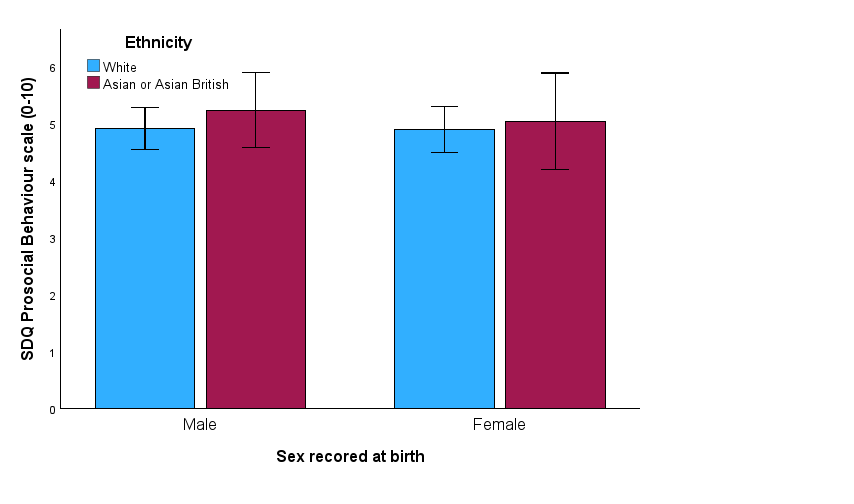 Ethnicity
White
Asian or Asian British
SDQ Prosocial Behaviour scale (0-10)
6
5
4
3
2
1
0
Male
Female
Sex recored at birth